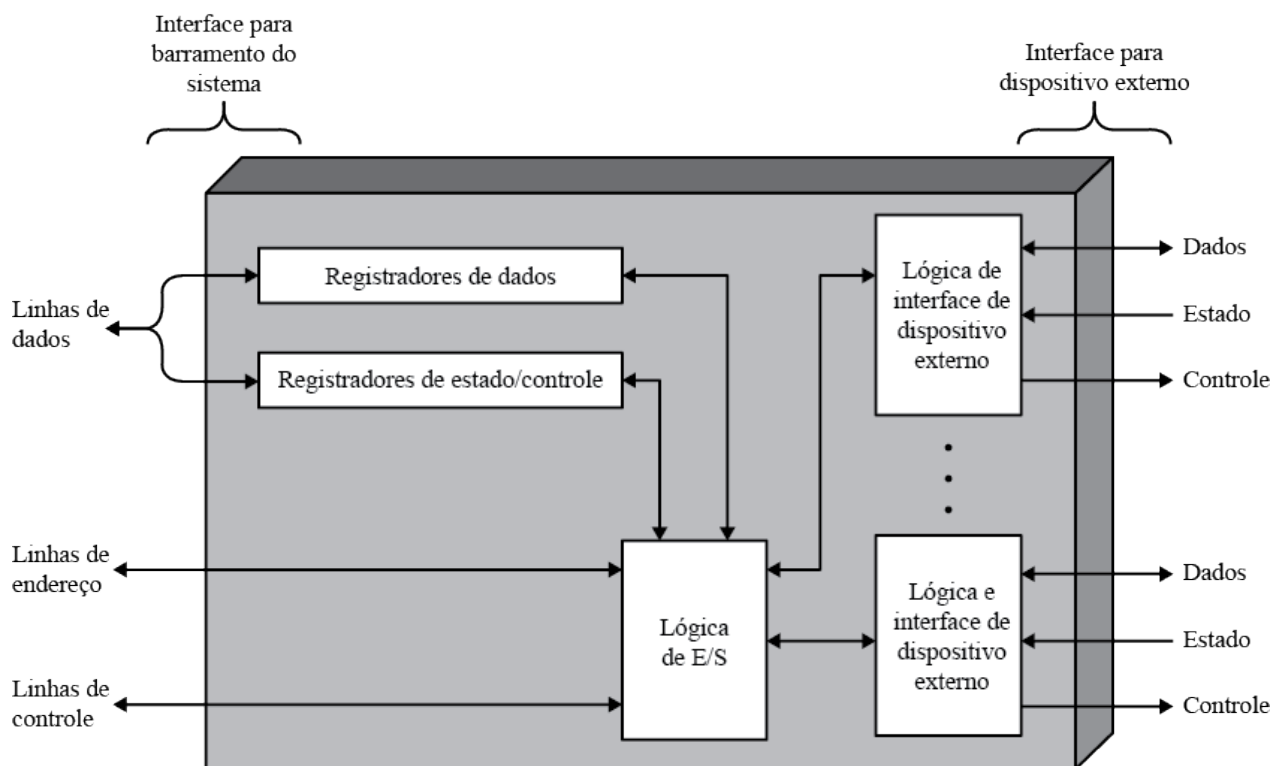 Interface para
barramento do
sistema
Interface para
dispositivo externo
Registradores de dados
Registradores de estado/controle
Linhas de
dados
Linhas de
endereço
Linhas de
controle
Lógica
de E/S
Lógica de
interface de
dispositivo
externo
Dados
Estado
Controle
Lógica e
interface de
dispositivo
externo
Dados
Estado
Controle